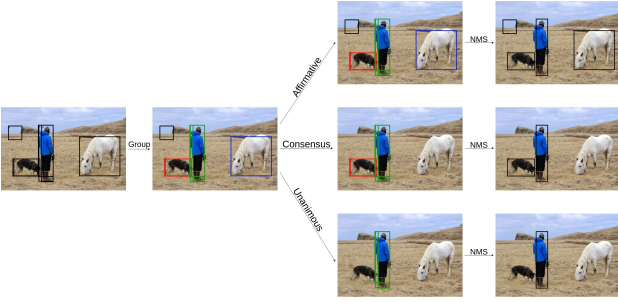 Affirmative
NMS
Group
Consensus
NMS
Unanimous
NMS